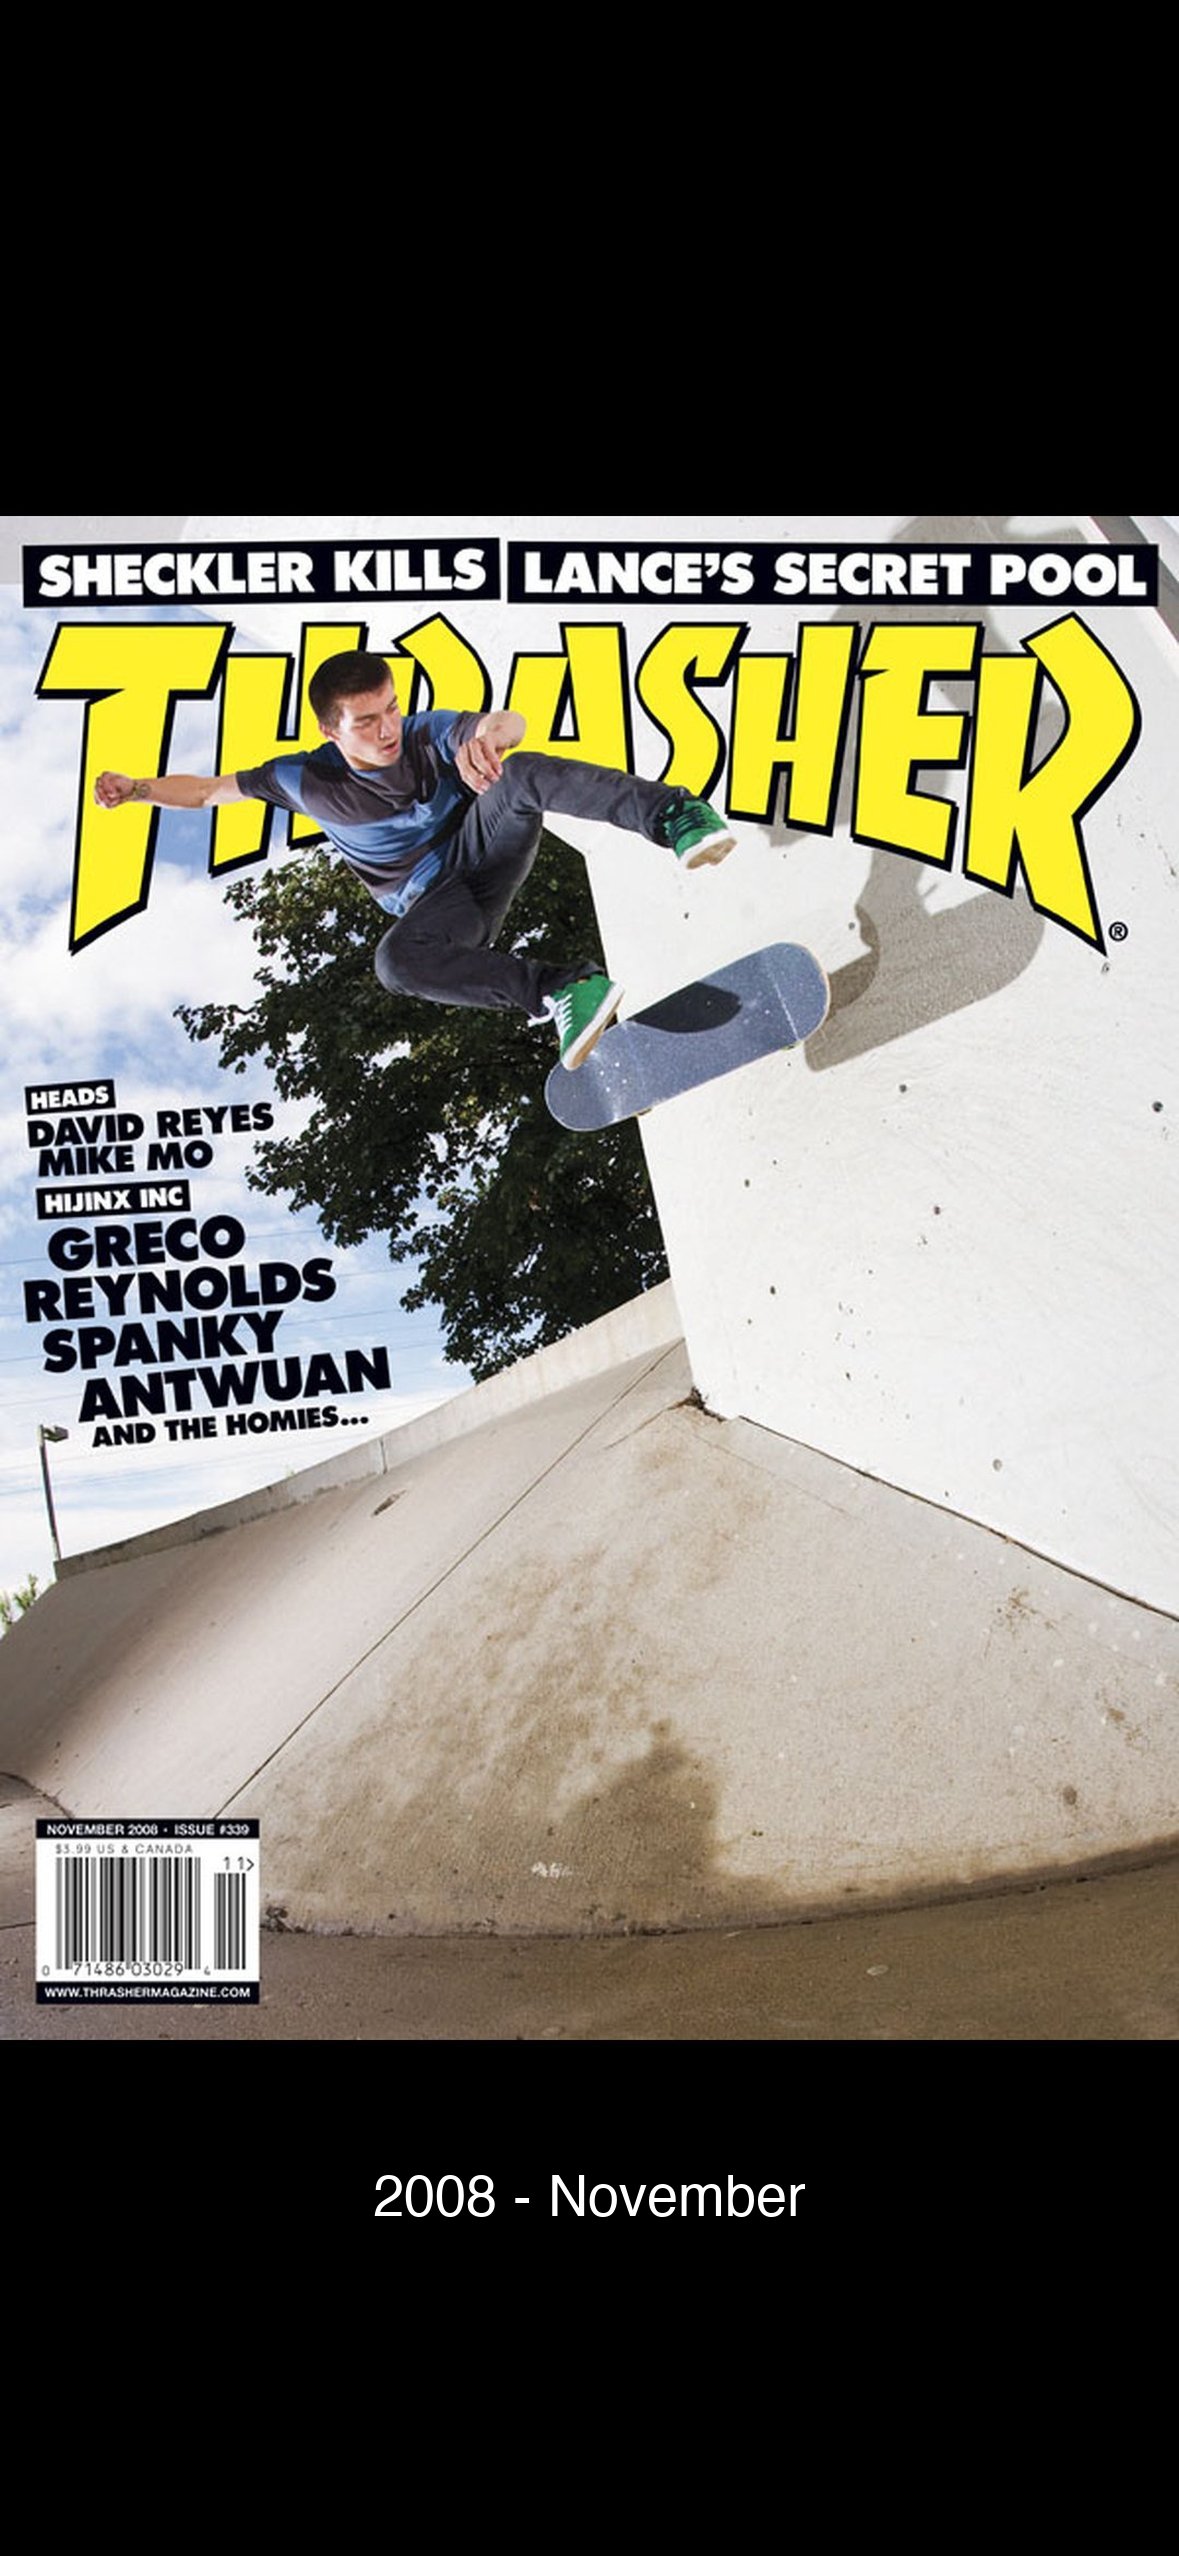 SHECKLER KILLS
LANCE'S SECRET POOL
THRASHER®
HEADS
DAVID REYES
MIKE MO
HIJINX INC
GRECO
REYNOLDS
SPANKY
ANTWUAN
AND THE HOMIES...
NOVEMBER 2008 • ISSUE #339
$3.99 US & CANADA
11>
0 71486 03029 4
WWW.THRASHERMAGAZINE.COM
2008 - November